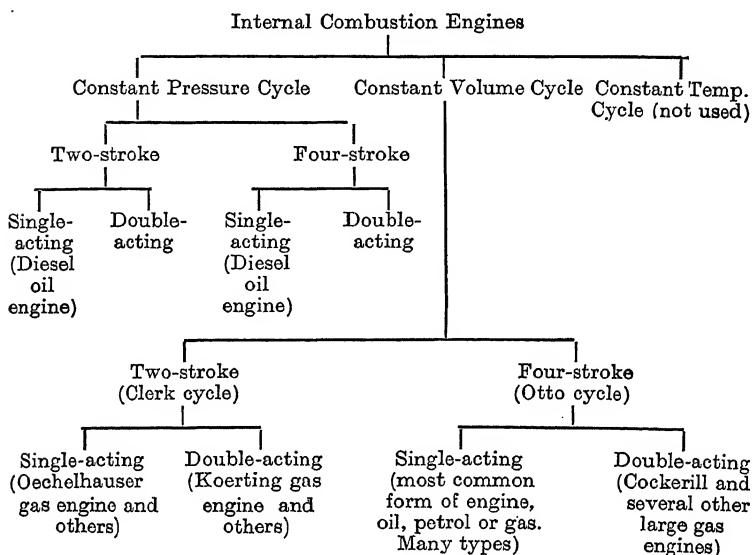 Internal Combustion Engines
Constant Pressure Cycle
Constant Volume Cycle
Constant Temp.
Cycle (not used)
Two-stroke
Four-stroke
Single-
acting
(Diesel
oil
engine)
Double-
acting
Single-
acting
(Diesel
oil
engine)
Double-
acting
Two-stroke
(Clerk cycle)
Four-stroke
(Otto cycle)
Single-acting
(Oechelhauser
gas engine and
others)
Double-acting
(Koerting gas
engine and
others)
Single-acting
(most common
form of engine,
oil, petrol or gas.
Many types)
Double-acting
(Cockerill and
several other
large gas
engines)